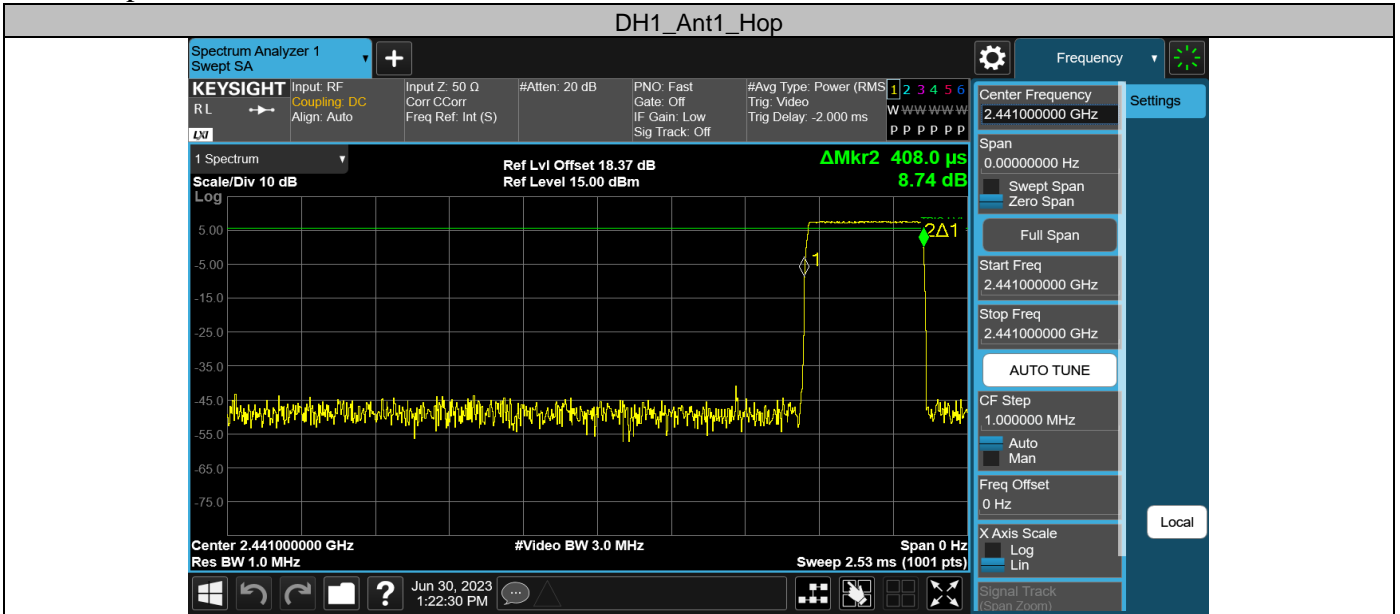 DH1_Ant1_Hop
Spectrum Analyzer 1
Swept SA
Frequency
KEYSIGHT
RL
LXI
Input: RF
Coupling: DC
Align: Auto
Input Z: 50 Ω
Corr CCorr
Freq Ref: Int (S)
#Atten: 20 dB
PNO: Fast
Gate: Off
IF Gain: Low
Sig Track: Off
#Avg Type: Power (RMS
Trig: Video
Trig Delay: -2.000 ms
1 2 3 4 5 6
W W W W W W
P P P P P P
1 Spectrum
Scale/Div 10 dB
Log
Ref Lvl Offset 18.37 dB
Ref Level 15.00 dBm
ΔMkr2 408.0 µs
8.74 dB
5.00
-5.00
-15.0
-25.0
-35.0
-45.0
-55.0
-65.0
-75.0
2Δ1
1
Center 2.441000000 GHz
Res BW 1.0 MHz
#Video BW 3.0 MHz
Span 0 Hz
Sweep 2.53 ms (1001 pts)
Jun 30, 2023
1:22:30 PM
Center Frequency
2.441000000 GHz
Span
0.00000000 Hz
Swept Span
Zero Span
Full Span
Start Freq
2.441000000 GHz
Stop Freq
2.441000000 GHz
AUTO TUNE
CF Step
1.000000 MHz
Auto
Man
Freq Offset
0 Hz
X Axis Scale
Log
Lin
Signal Track
(Span Zoom)
Settings
Local